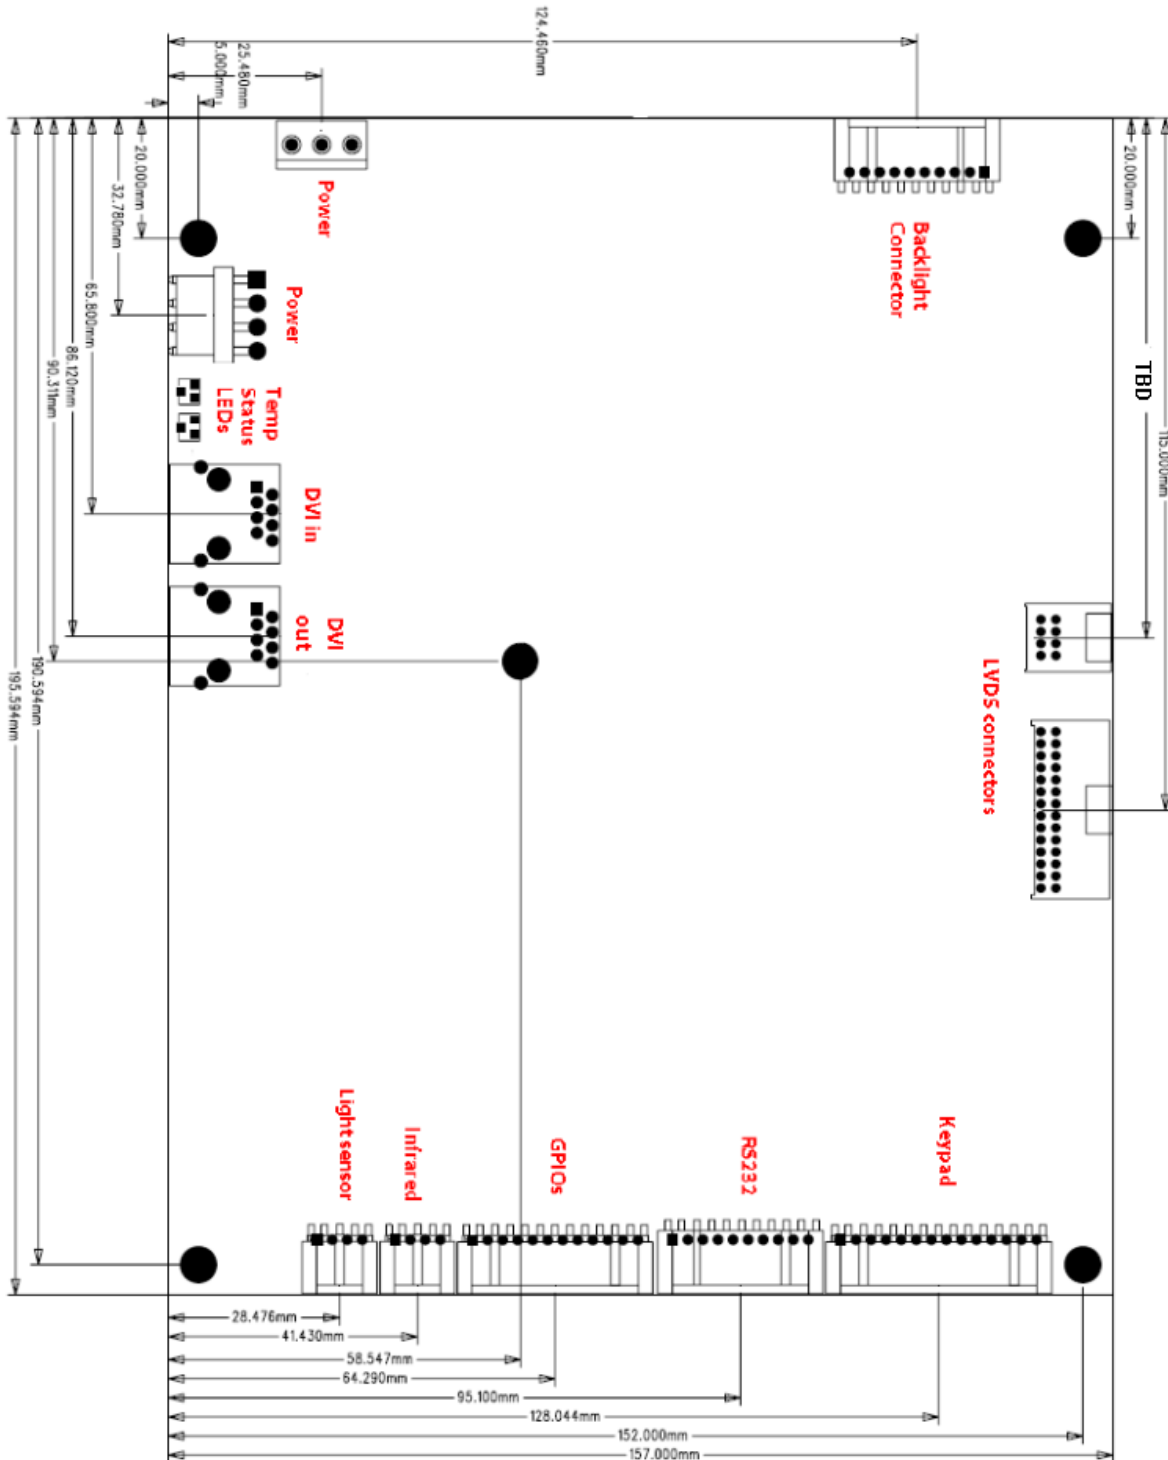 124.460mm
25.480mm
5.000mm
20.000mm
32.780mm
65.800mm
86.120mm
90.311mm
190.594mm
195.594mm
20.000mm
TBD
115.000mm
Power
Backlight
Connector
Power
Temp
Status
LEDs
DVI in
DVI
out
LVDS connectors
Light sensor
Infrared
GPIOs
RS232
Keypad
28.476mm
41.430mm
58.547mm
64.290mm
95.100mm
128.044mm
152.000mm
157.000mm